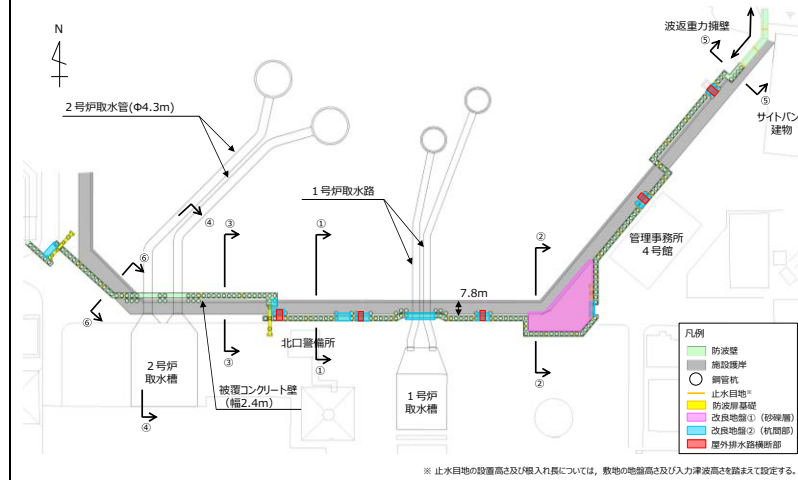 N
波返重力擁壁
⑤
⑤
サイトバンカ
建物
2号炉取水管(Φ4.3m)
1号炉取水路
④
③
①
②
⑥
⑥
管理事務所
4号館
7.8m
北口警備所
③
①
②
2号炉
取水槽
被覆コンクリート壁
(幅2.4m)
1号炉
取水槽
④
凡例
防波壁
施設護岸
鋼管杭
止水目地※
防波扉基礎
改良地盤①(砂礫層)
改良地盤②(杭間部)
屋外排水路横断部
※ 止水目地の設置高さ及び根入れ長については，敷地の地盤高さ及び入力津波高さを踏まえて設定する。